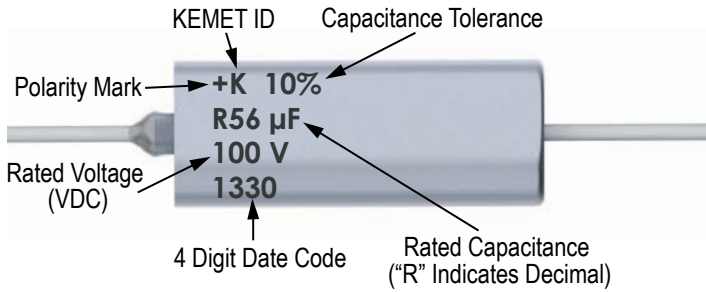 KEMET ID
Capacitance Tolerance
Polarity Mark
+K 10%
R56 µF
100 V
1330
Rated Voltage
(VDC)
4 Digit Date Code
Rated Capacitance
("R" Indicates Decimal)